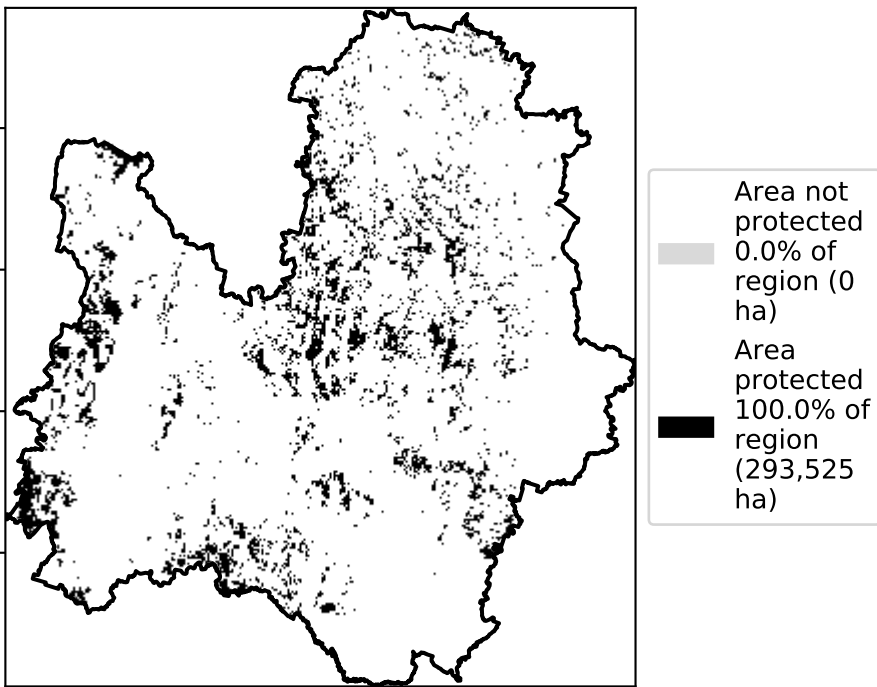 Area not
protected
0.0% of
region (0
ha)
Area
protected
100.0% of
region
(293,525
ha)